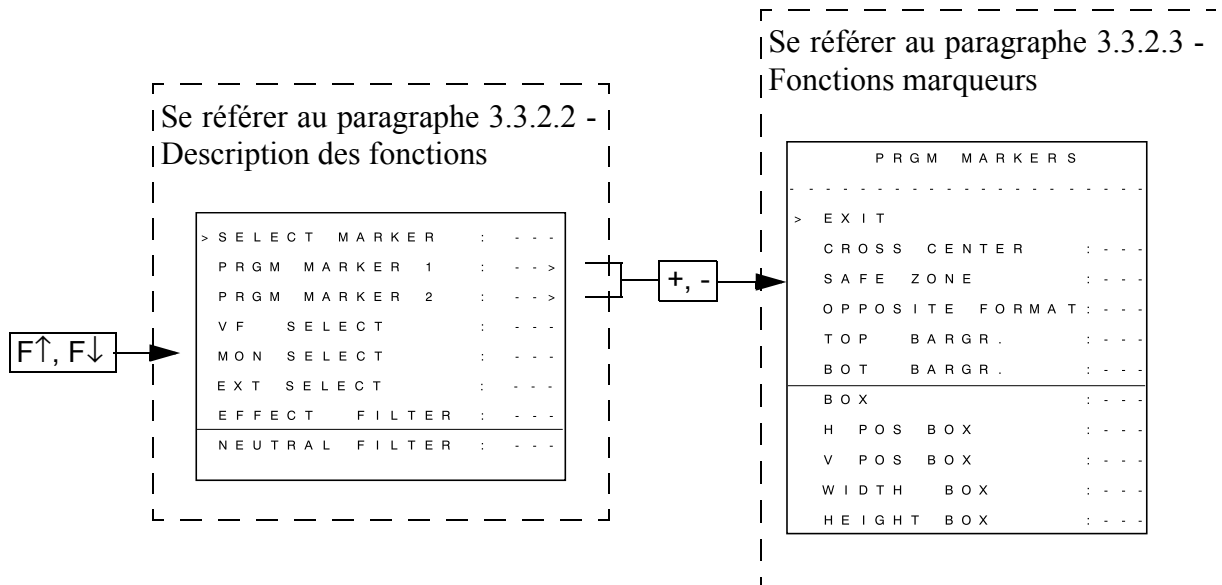 Se référer au paragraphe 3.3.2.3 -
Fonctions marqueurs
Se référer au paragraphe 3.3.2.2 -
Description des fonctions
F↑, F↓
> SELECT MARKER : - - -
PRGM MARKER 1 : - - >
PRGM MARKER 2 : - - >
VF SELECT : - - -
MON SELECT : - - -
EXT SELECT : - - -
EFFECT FILTER : - - -
NEUTRAL FILTER : - - -
+, -
PRGM MARKERS
- - - - - - - - - - - - - - - - - - - - - -
> EXIT
CROSS CENTER : - - -
SAFE ZONE : - - -
OPPOSITE FORMAT : - - -
TOP BARGR. : - - -
BOT BARGR. : - - -
BOX : - - -
H POS BOX : - - -
V POS BOX : - - -
WIDTH BOX : - - -
HEIGHT BOX : - - -